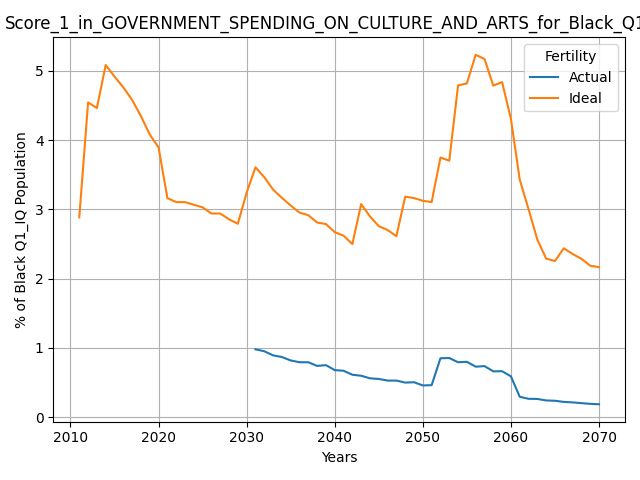 Score_1_in_GOVERNMENT_SPENDING_ON_CULTURE_AND_ARTS_for_Black_Q1
Fertility
Actual
Ideal
% of Black Q1_IQ Population
5
4
3
2
1
0
2010 2020 2030 2040 2050 2060 2070
Years